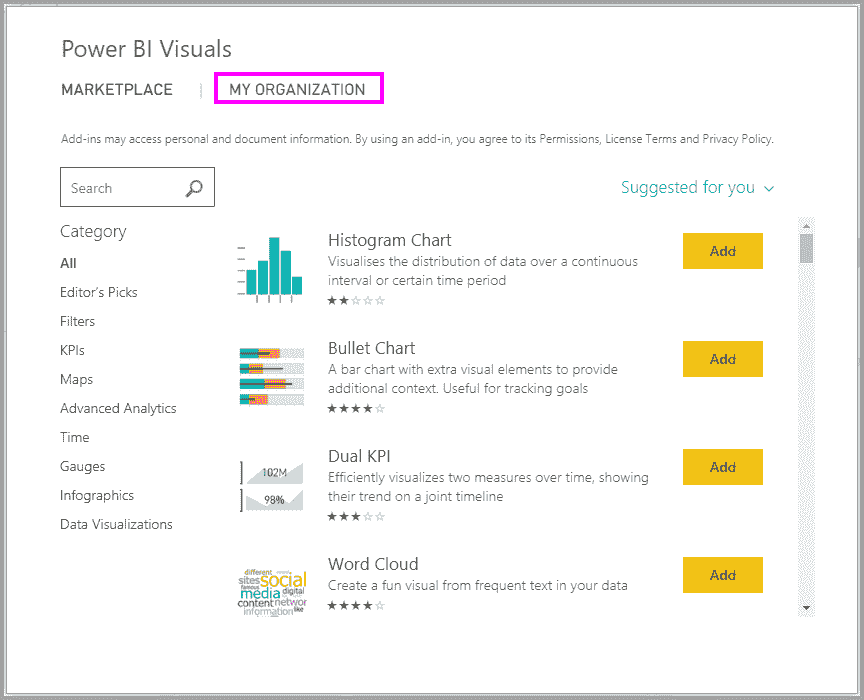 Power BI Visuals
MARKETPLACE | MY ORGANIZATION
Add-ins may access personal and document information. By using an add-in, you agree to its Permissions, License Terms and Privacy Policy.
Search
Suggested for you
Category
All
Editor's Picks
Filters
KPIs
Maps
Advanced Analytics
Time
Gauges
Infographics
Data Visualizations
Histogram Chart
Visualises the distribution of data over a continuous
interval or certain time period
Add
Bullet Chart
A bar chart with extra visual elements to provide
additional context. Useful for tracking goals
Add
102M
98%
Dual KPI
Efficiently visualizes two measures over time, showing
their trend on a joint timeline
Add
different
sites social
famous
media digital
content networ
information like
Word Cloud
Create a fun visual from frequent text in your data
Add